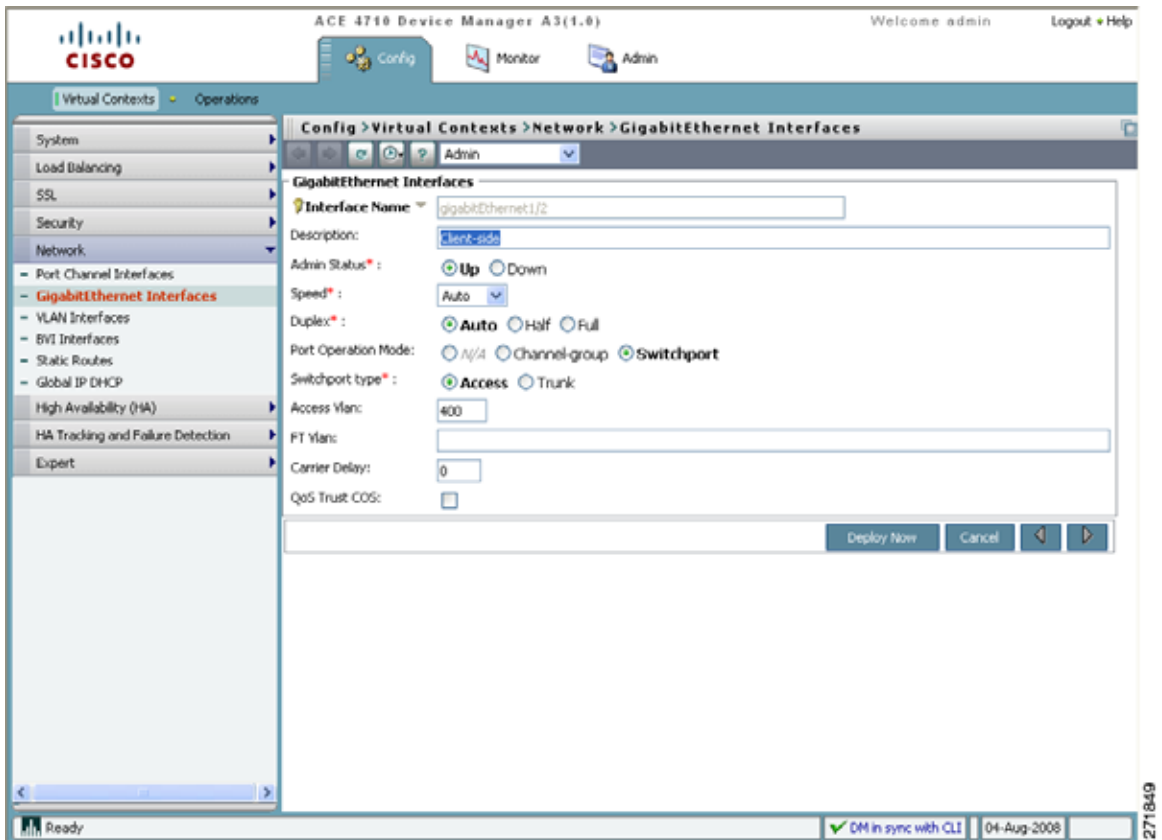 ACE 4710 Device Manager A3(1.0)
Welcome admin
Logout Help
CISCO
Config
Monitor
Admin
Virtual Contexts
Operations
System
Load Balancing
SSL
Security
Network
Port Channel Interfaces
GigabitEthernet Interfaces
VLAN Interfaces
BVI Interfaces
Static Routes
Global IP DHCP
High Availability (HA)
HA Tracking and Failure Detection
Expert
Config >Virtual Contexts >Network >GigabitEthernet Interfaces
? Admin
GigabitEthernet Interfaces
Interface Name gigabitEthernet1/2
Description: Client-side
Admin Status* : Up Down
Speed* : Auto
Duplex* : Auto Half Full
Port Operation Mode: N/A Channel-group Switchport
Switchport type* : Access Trunk
Access Vlan: 400
FT Vlan:
Carrier Delay: 0
QoS Trust COS:
Deploy Now Cancel
Ready
DM in sync with CLI
04-Aug-2008
271849